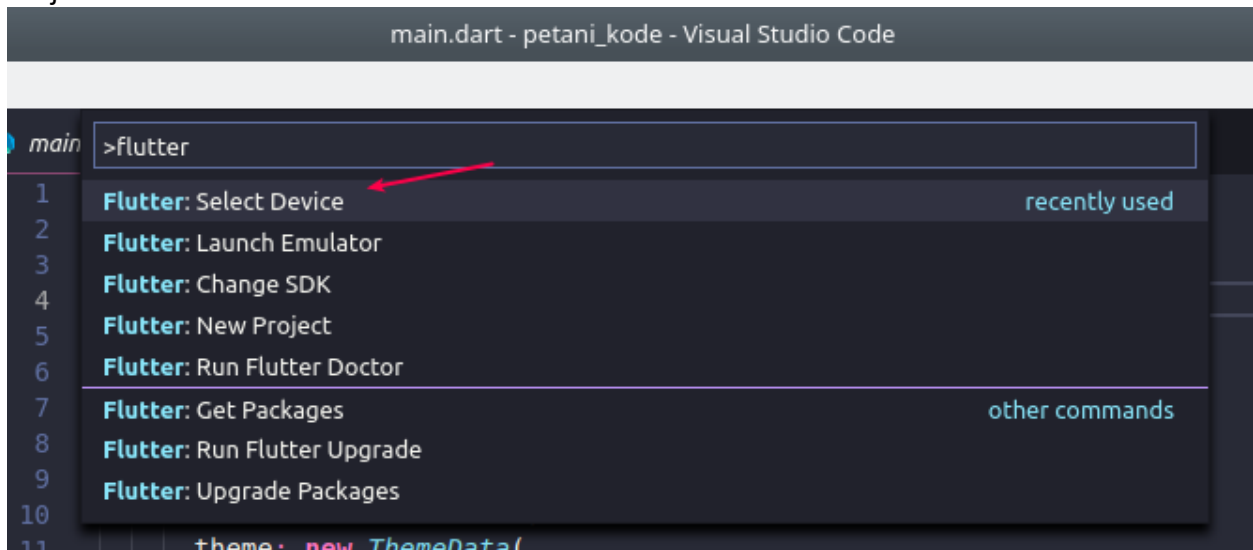 main.dart - petani_kode - Visual Studio Code
main >flutter
1 Flutter: Select Device recently used
2 Flutter: Launch Emulator
3 Flutter: Change SDK
4 Flutter: New Project
5 Flutter: Run Flutter Doctor
6
7 Flutter: Get Packages other commands
8 Flutter: Run Flutter Upgrade
9 Flutter: Upgrade Packages
10
11 theme: new ThemeData(